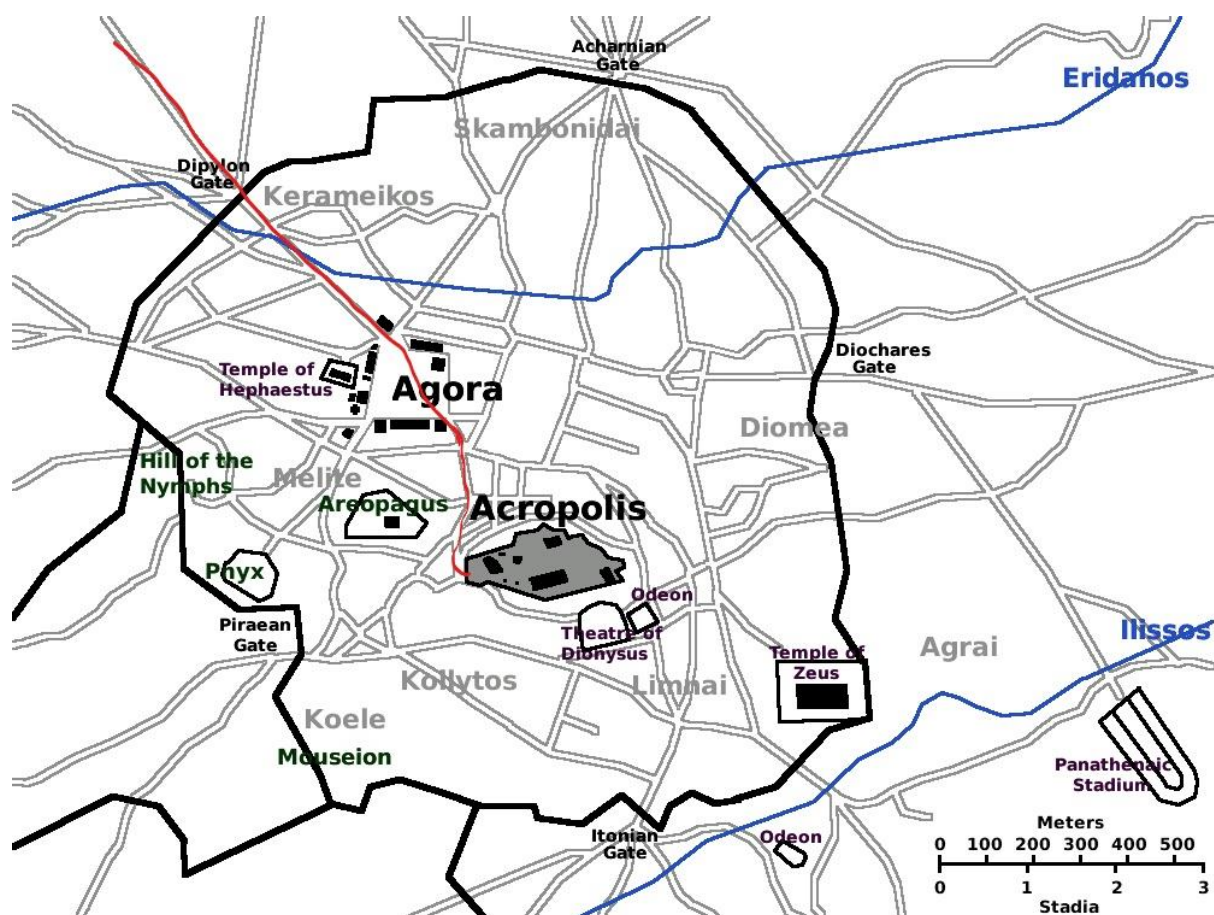 Acharnian
Gate
Eridanos
Skambonidai
Dipylon
Gate
Kerameikos
Temple of
Hephaestus
Agora
Diochares
Gate
Diomea
Hill of the
Nymphs
Melite
Areopagus
Acropolis
Phyx
Odeon
Piraean
Gate
Theatre of
Dionysus
Ilissos
Agrai
Temple of
Zeus
Kollytos
Limnai
Koele
Mouseion
Panathenaic
Stadium
Itonian
Gate
Odeon
Meters
0 100 200 300 400 500
0 1 2 3
Stadia